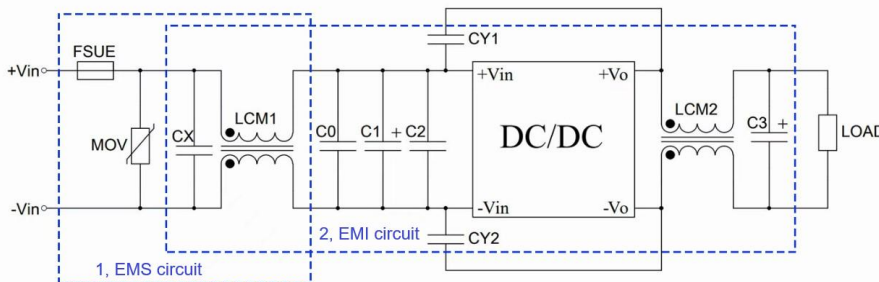 CY1
FSUE
+Vin
+Vin
+Vo
LCM1
LCM2
MOV
CX
C0
C1
+
C2
DC/DC
C3
+
LOAD
-Vin
-Vin
-Vo
2, EMI circuit
CY2
1, EMS circuit